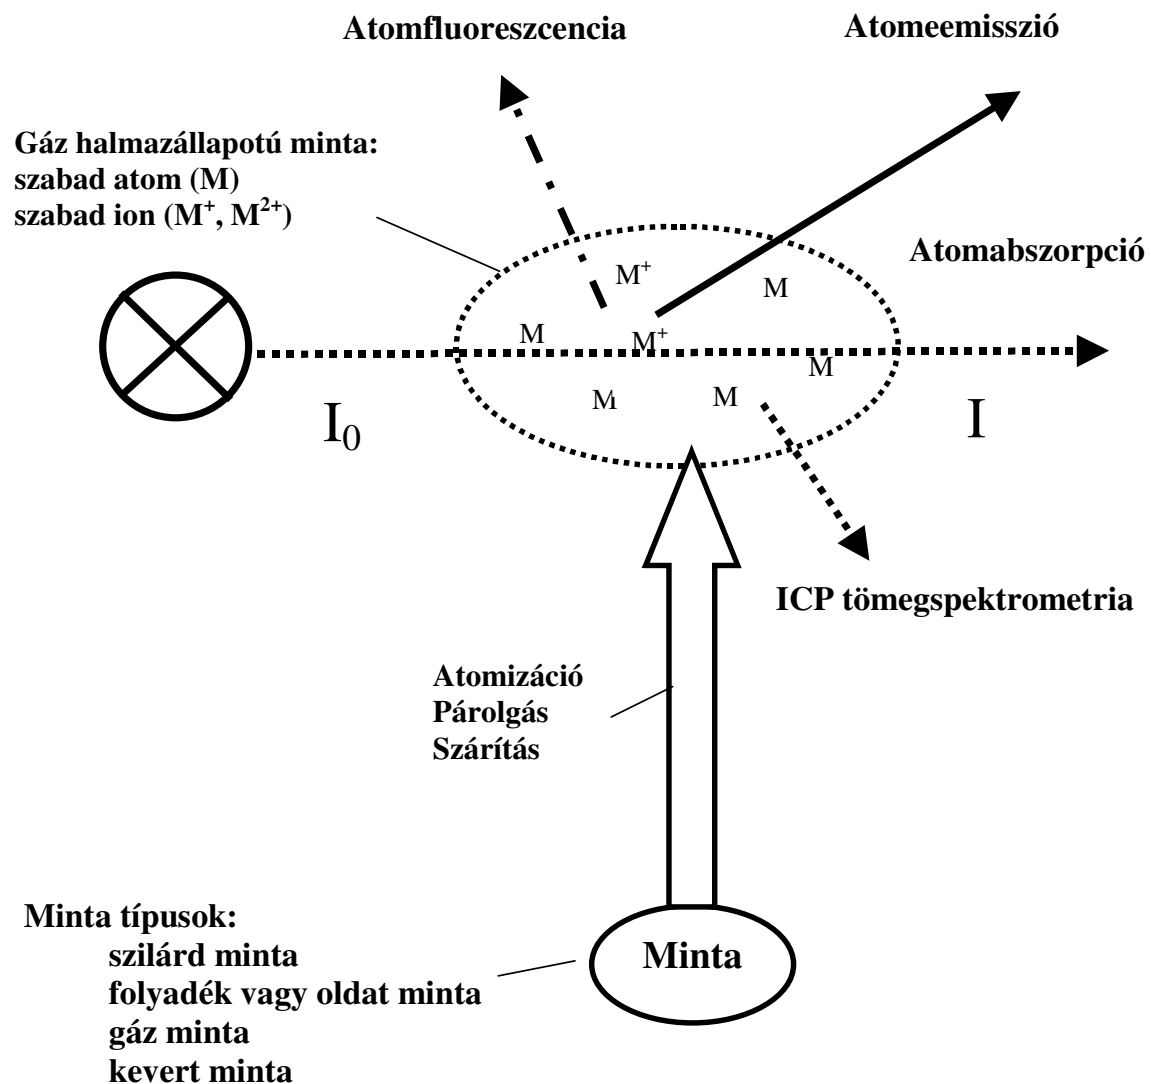 Atomfluoreszcencia
Atomeemisszió
Gáz halmazállapotú minta:
szabad atom (M)
szabad ion (M⁺, M²⁺)
Atomabszorpció
M⁺
M
M
M⁺
M
M
M
I₀
I
ICP tömegspektrometria
Atomizáció
Párolgás
Szárítás
Minta típusok:
szilárd minta
folyadék vagy oldat minta
gáz minta
kevert minta
Minta